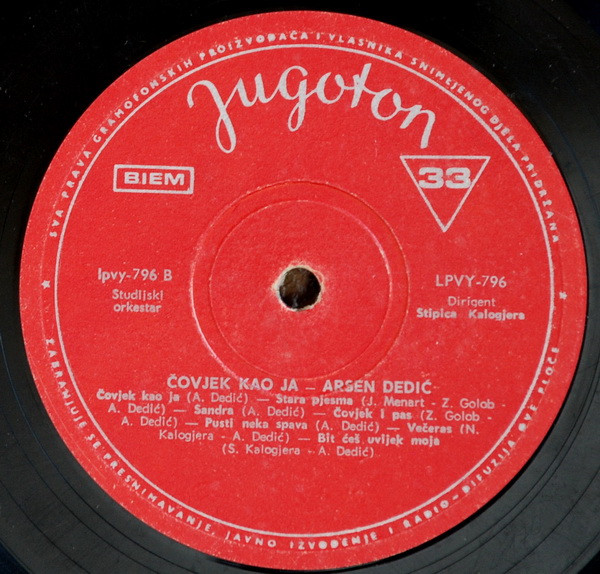 SVA PRAVA GRAMOFONSKIH PROIZVOĐAČA I VLASNIKA SNIMLJENOG DJELA PRIDRŽANA
Jugoton
BIEM
33
lpvy-796 B
Studijski
orkestar
LPVY-796
Dirigent
Stipica Kalogjera
ČOVJEK KAO JA — ARSEN DEDIĆ
Čovjek kao ja (A. Dedić) — Stara pjesma (J. Menart - Z. Golob -
A. Dedić) — Sandra (A. Dedić) — Čovjek i pas (Z. Golob -
A. Dedić) — Pusti neka spava (A. Dedić) — Večeras (N.
Kalogjera - A. Dedić) — Bit ćeš uvijek moja
(S. Kalogjera - A. Dedić)
ZABRANJUJE SE PRESNIMAVANJE, JAVNO IZVOĐENJE I RADIO-DIFUZIJA OVE PLOČE